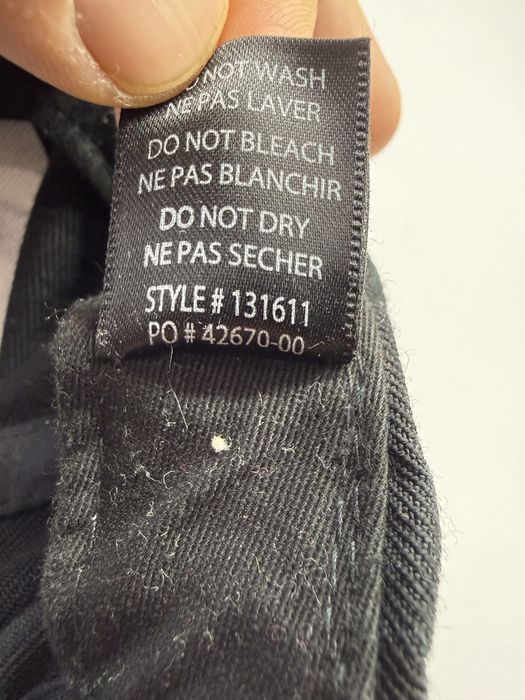 DO NOT WASH
NE PAS LAVER
DO NOT BLEACH
NE PAS BLANCHIR
DO NOT DRY
NE PAS SECHER
STYLE # 131611
PO # 42670-00